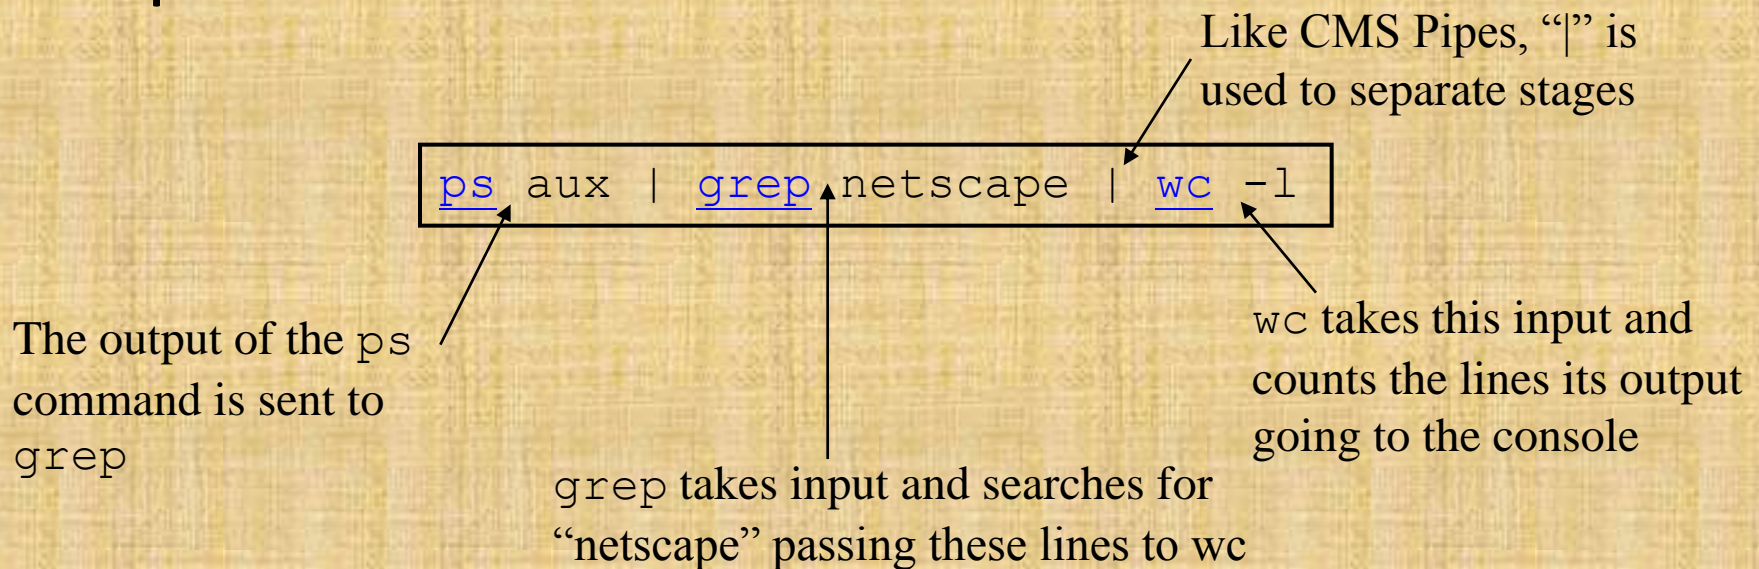 Like CMS Pipes, “|” is
used to separate stages
ps aux | grep netscape | wc -l
The output of the ps
command is sent to
grep
wc takes this input and
counts the lines its output
going to the console
grep takes input and searches for
“netscape” passing these lines to wc